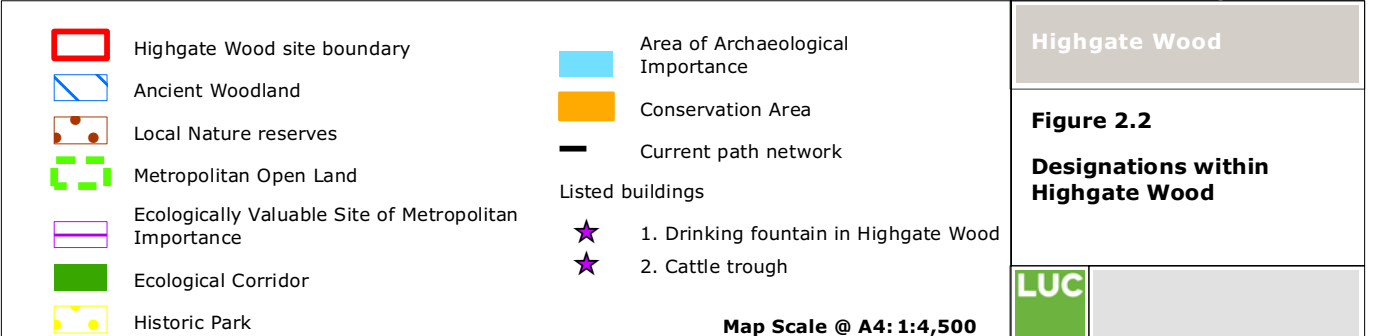 Highgate Wood site boundary
Ancient Woodland
Local Nature reserves
Metropolitan Open Land
Ecologically Valuable Site of Metropolitan
Importance
Ecological Corridor
Historic Park
Area of Archaeological
Importance
Conservation Area
Current path network
Listed buildings
1. Drinking fountain in Highgate Wood
2. Cattle trough
Map Scale @ A4: 1:4,500
Highgate Wood
Figure 2.2
Designations within
Highgate Wood
LUC